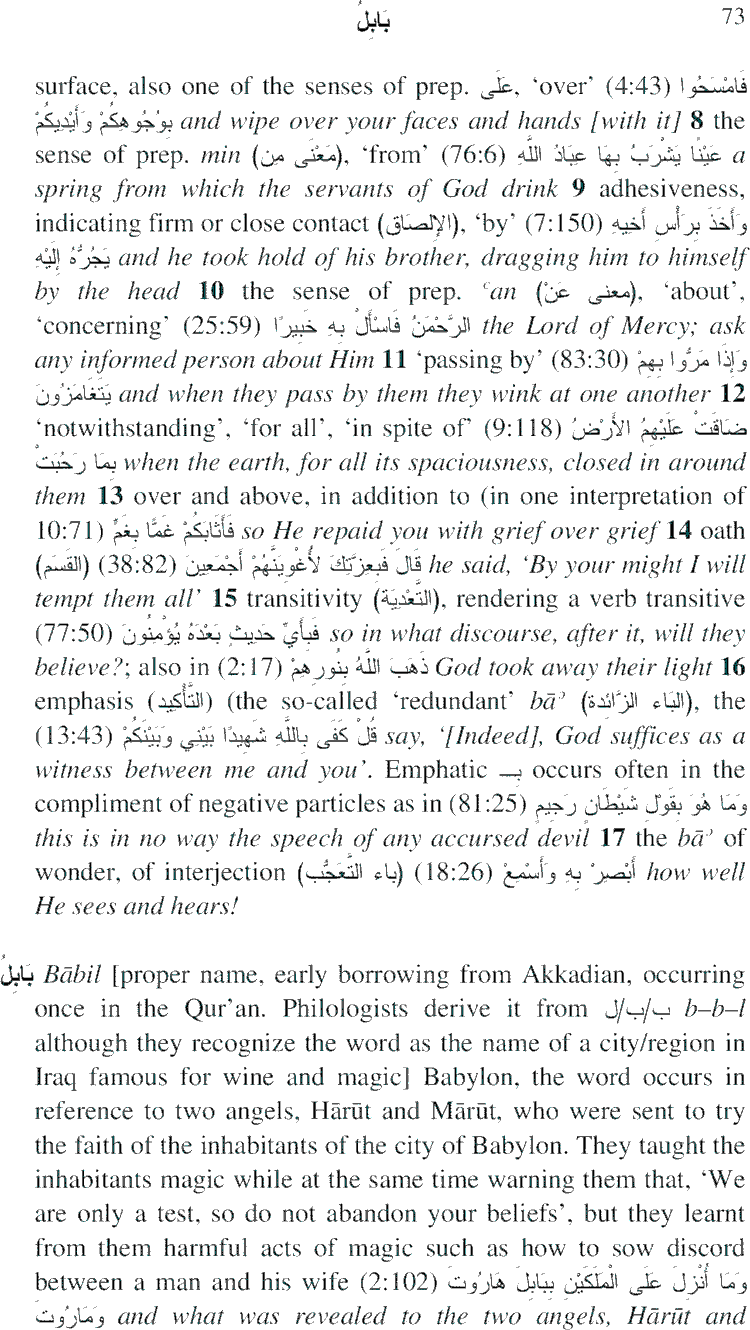 بَابِلُ 73
surface, also one of the senses of prep. عَلَى, ‘over’ (4:43) فَامْسَحُوا
بِوُجُوهِكُمْ وَأَيْدِيكُمْ and wipe over your faces and hands [with it] 8 the
sense of prep. min (مَعْنَى مِن), ‘from’ (76:6) عَيْنًا يَشْرَبُ بِهَا عِبَادُ اللَّهِ a
spring from which the servants of God drink 9 adhesiveness,
indicating firm or close contact (الإلصَاق), ‘by’ (7:150) وَأَخَذَ بِرَأْسِ أَخِيهِ
يَجُرُّهُ إِلَيْهِ and he took hold of his brother, dragging him to himself
by the head 10 the sense of prep. ʿan (معنى عَنْ), ‘about’,
‘concerning’ (25:59) الرَّحْمَنُ فَاسْأَلْ بِهِ خَبِيرًا the Lord of Mercy; ask
any informed person about Him 11 ‘passing by’ (83:30) وَإِذَا مَرُّوا بِهِمْ
يَتَغَامَزُونَ and when they pass by them they wink at one another 12
‘notwithstanding’, ‘for all’, ‘in spite of’ (9:118) ضَاقَتْ عَلَيْهِمُ الأَرْضُ
بِمَا رَحُبَتْ when the earth, for all its spaciousness, closed in around
them 13 over and above, in addition to (in one interpretation of
10:71) فَأَثَابَكُمْ غَمًّا بِغَمٍّ so He repaid you with grief over grief 14 oath
(القَسَم) (38:82) قَالَ فَبِعِزَّتِكَ لأُغْوِيَنَّهُمْ أَجْمَعِينَ he said, ‘By your might I will
tempt them all’ 15 transitivity (التَّعْدِيَة), rendering a verb transitive
(77:50) فَبِأَيِّ حَدِيثٍ بَعْدَهُ يُؤْمِنُونَ so in what discourse, after it, will they
believe?; also in (2:17) ذَهَبَ اللَّهُ بِنُورِهِمْ God took away their light 16
emphasis (التَّأْكِيد) (the so-called ‘redundant’ bāʾ (البَاء الزَّائِدة), the
(13:43) قُلْ كَفَى بِاللَّهِ شَهِيدًا بَيْنِي وَبَيْنَكُمْ say, ‘[Indeed], God suffices as a
witness between me and you’. Emphatic بـ occurs often in the
compliment of negative particles as in (81:25) وَمَا هُوَ بِقَوْلِ شَيْطَانٍ رَجِيمٍ
this is in no way the speech of any accursed devil 17 the bāʾ of
wonder, of interjection (باء التَّعَجُّب) (18:26) أَبْصِرْ بِهِ وَأَسْمِعْ how well
He sees and hears!
بَابِلُ Bābil [proper name, early borrowing from Akkadian, occurring
once in the Qur’an. Philologists derive it from ب/ب/ل b–b–l
although they recognize the word as the name of a city/region in
Iraq famous for wine and magic] Babylon, the word occurs in
reference to two angels, Hārūt and Mārūt, who were sent to try
the faith of the inhabitants of the city of Babylon. They taught the
inhabitants magic while at the same time warning them that, ‘We
are only a test, so do not abandon your beliefs’, but they learnt
from them harmful acts of magic such as how to sow discord
between a man and his wife (2:102) وَمَا أُنْزِلَ عَلَى الْمَلَكَيْنِ بِبَابِلَ هَارُوتَ
وَمَارُوتَ and what was revealed to the two angels, Hārūt and